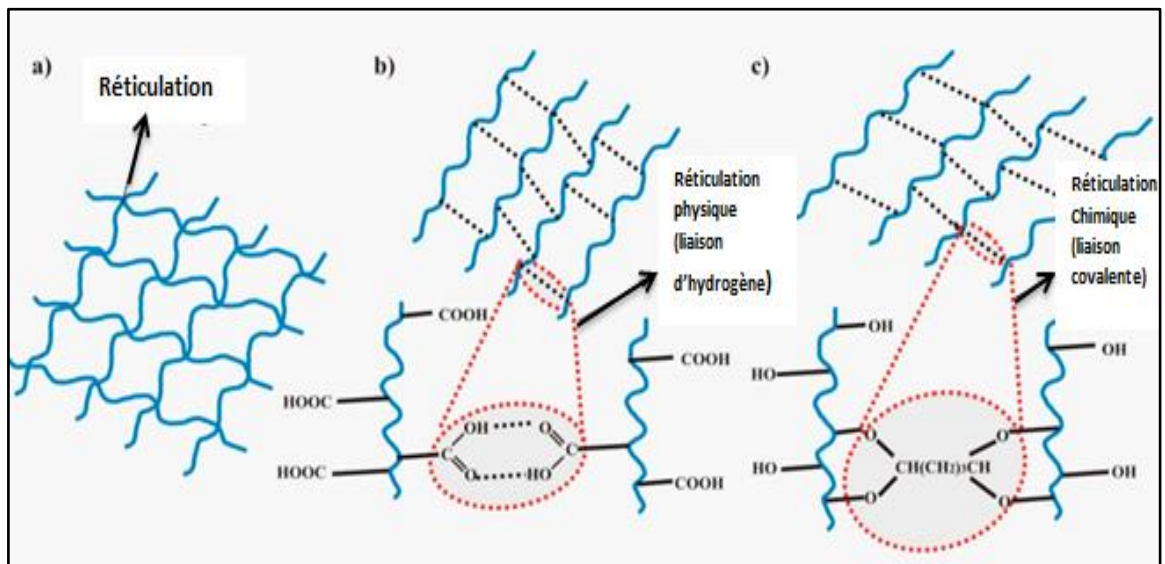 a)
Réticulation
b)
Réticulation
physique
(liaison
d'hydrogène)
COOH
COOH
HOOC
HOOC
OH
O
C
C
O
HO
COOH
c)
Réticulation
Chimique
(liaison
covalente)
OH
OH
HO
O
O
CH(CH2)3CH
HO
OH
O
O